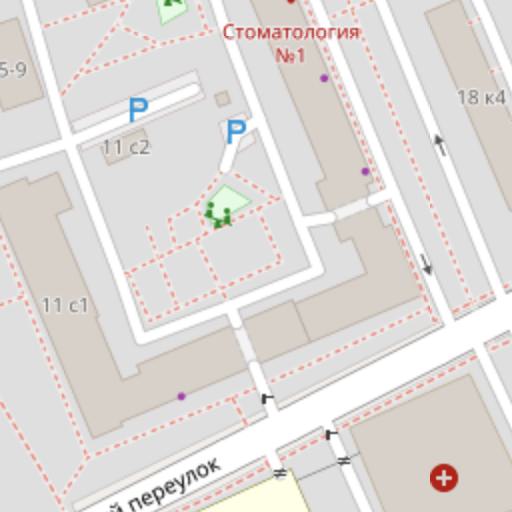 Стоматология
№1
5-9
P
18 к4
P
11 с2
11 с1
й переулок